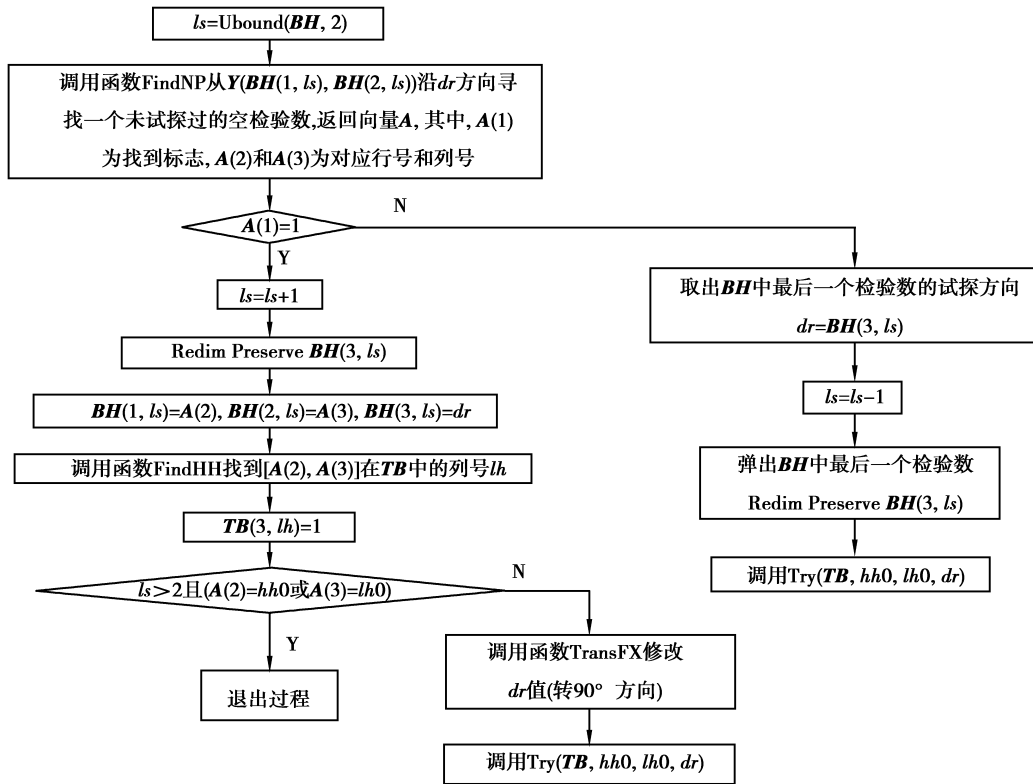 ls=Ubound(BH, 2)
调用函数FindNP从Y(BH(1, ls), BH(2, ls))沿dr方向寻
找一个未试探过的空检验数,返回向量A, 其中, A(1)
为找到标志, A(2)和A(3)为对应行号和列号
A(1)=1
N
Y
ls=ls+1
Redim Preserve BH(3, ls)
BH(1, ls)=A(2), BH(2, ls)=A(3), BH(3, ls)=dr
调用函数FindHH找到[A(2), A(3)]在TB中的列号lh
TB(3, lh)=1
ls>2且(A(2)=hh0或A(3)=lh0)
N
Y
退出过程
调用函数TransFX修改
dr值(转90° 方向)
调用Try(TB, hh0, lh0, dr)
取出BH中最后一个检验数的试探方向
dr=BH(3, ls)
ls=ls−1
弹出BH中最后一个检验数
Redim Preserve BH(3, ls)
调用Try(TB, hh0, lh0, dr)